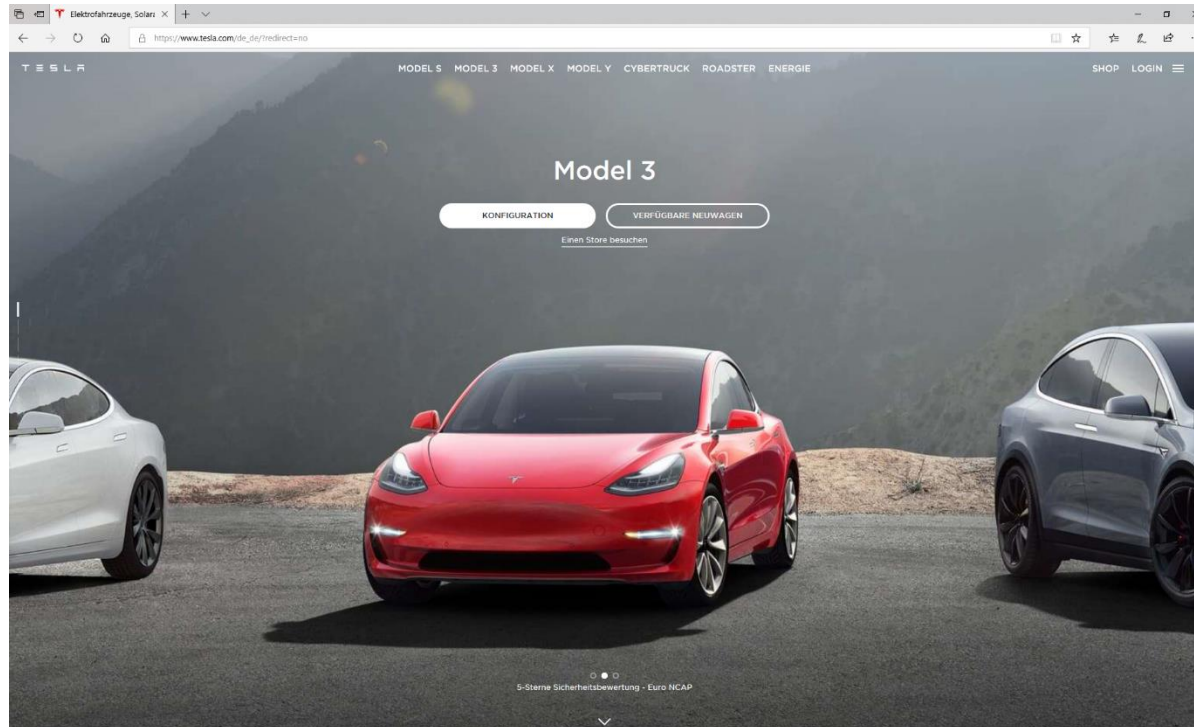 Elektrofahrzeuge, Solar
https://www.tesla.com/de_de/?redirect=no
TESLA
MODEL S MODEL 3 MODEL X MODEL Y CYBERTRUCK ROADSTER ENERGIE
SHOP LOGIN
Model 3
KONFIGURATION
VERFÜGBARE NEUWAGEN
Einen Store besuchen
5-Sterne Sicherheitsbewertung - Euro NCAP